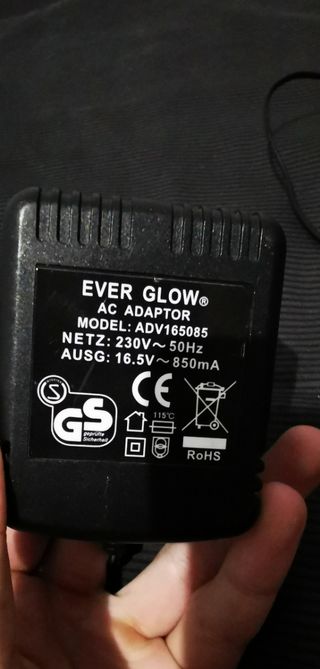 EVER GLOW®
AC ADAPTOR
MODEL: ADV165085
NETZ: 230V~ 50Hz
AUSG: 16.5V~ 850mA
S
CE
GS
geprüfte
Sicherheit
115℃
RoHS